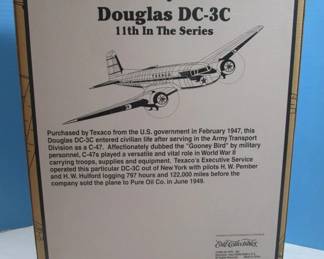 Douglas DC-3C
11th In The Series
TEXACO
Purchased by Texaco from the U.S. government in February 1947, this
Douglas DC-3C entered civilian life after serving in the Army Transport
Division as a C-47. Affectionately dubbed the "Gooney Bird" by military
personnel, C-47s played a versatile and vital role in World War II
carrying troops, supplies and equipment. Texaco's Executive Service
operated this particular DC-3C out of New York with pilots H. W. Pember
and H. W. Hulford logging 797 hours and 122,000 miles before the
company sold the plane to Pure Oil Co. in June 1949.
Ertl Collectibles